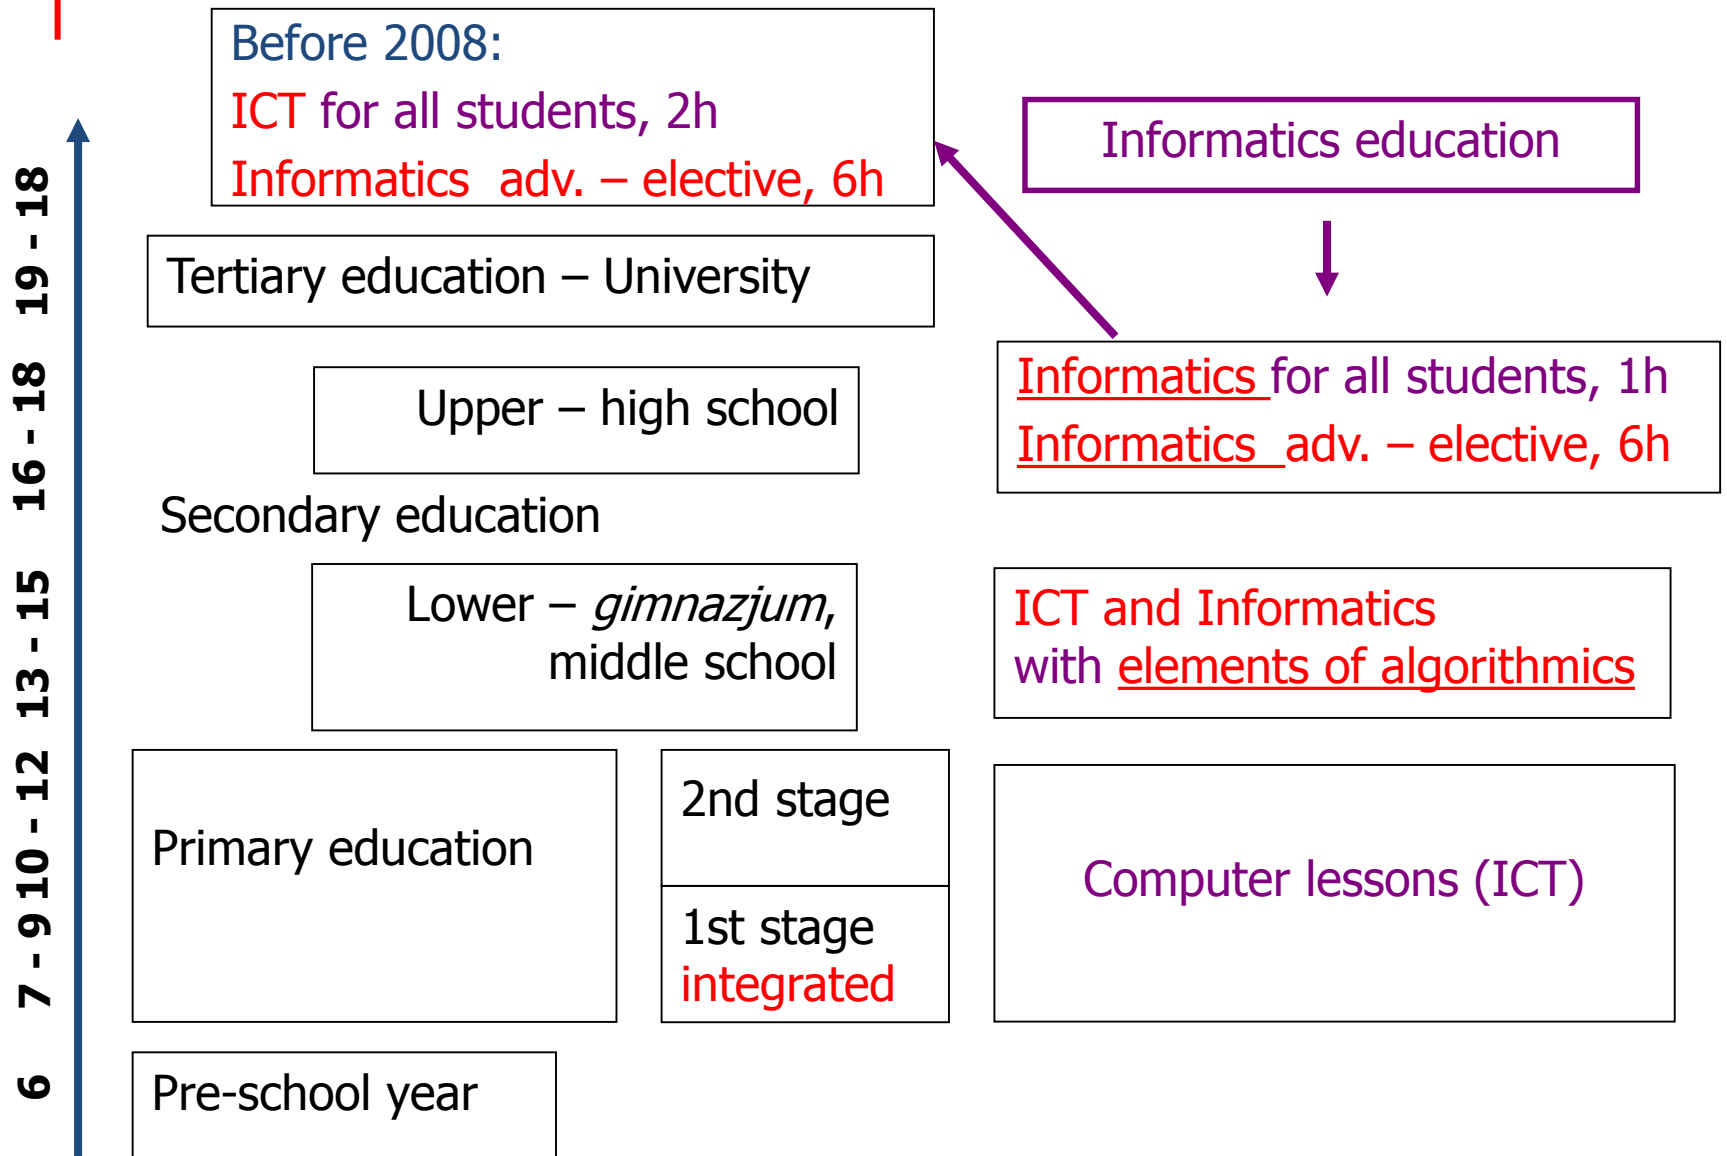 Before 2008:
ICT for all students, 2h
Informatics adv. – elective, 6h
Informatics education
19 - 18
Tertiary education – University
16 - 18
Upper – high school
Informatics for all students, 1h
Informatics adv. – elective, 6h
Secondary education
13 - 15
Lower – gimnazjum,
middle school
ICT and Informatics
with elements of algorithmics
10 - 12
7 - 9
Primary education
2nd stage
1st stage
integrated
Computer lessons (ICT)
6
Pre-school year